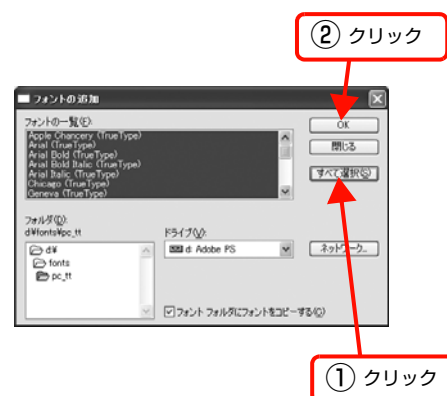 ② クリック
フォントの追加
フォントの一覧(F):
Apple Chancery (TrueType)
Arial (TrueType)
Arial Bold (TrueType)
Arial Bold Italic (TrueType)
Arial Italic (TrueType)
Chicago (TrueType)
Geneva (TrueType)
OK
閉じる
すべて選択(S)
フォルダ(D):
d:¥fonts¥pc_tt
d:¥
fonts
pc_tt
ドライブ(V):
d: Adobe PS
ネットワーク...
フォント フォルダにフォントをコピーする(C)
① クリック